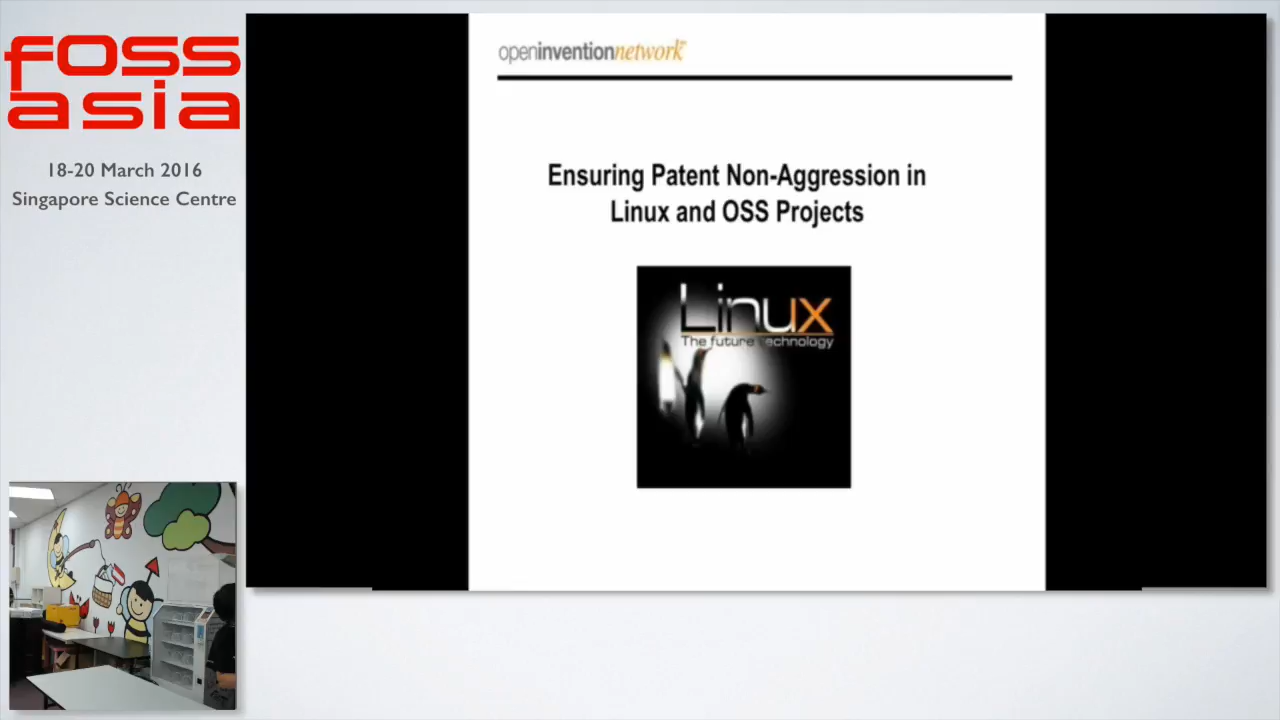 foss
asia
18-20 March 2016
Singapore Science Centre
openinventionnetwork
Ensuring Patent Non-Aggression in
Linux and OSS Projects
Linux
The future technology